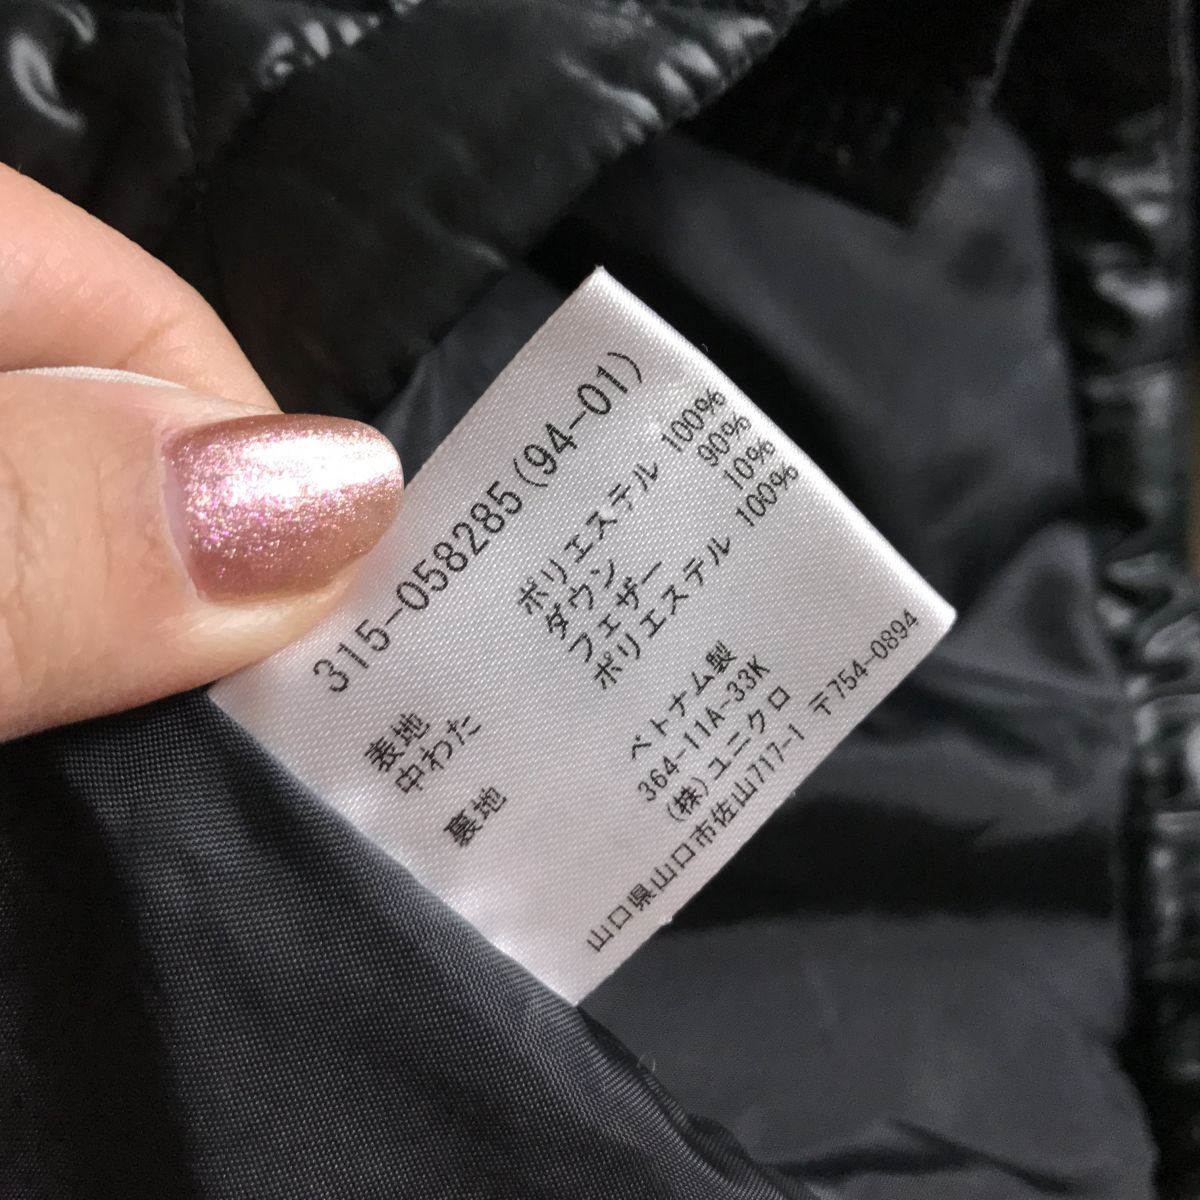 315-058285(94-01)
表地 ポリエステル 100%
中わた ダウン 90%
フェザー 10%
裏地 ポリエステル 100%
ベトナム製
364-11A-33K
(株)ユニクロ
山口県山口市佐山717-1 〒754-0894